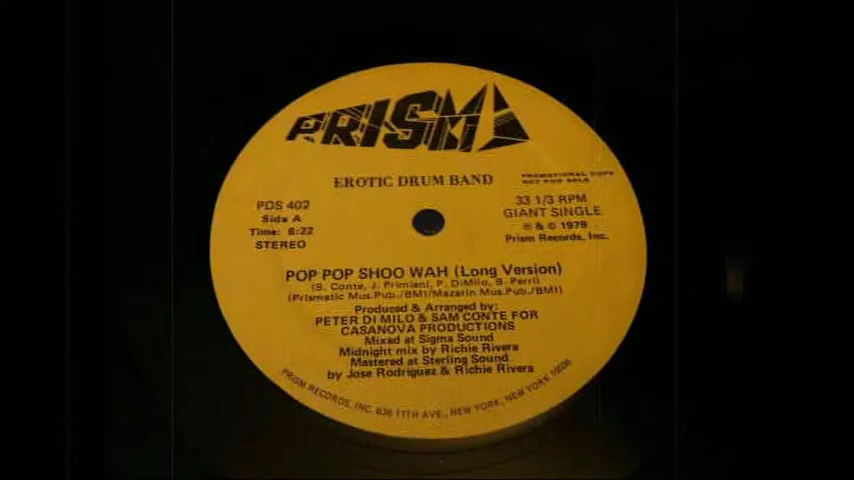 PRISM
EROTIC DRUM BAND
PROMOTIONAL COPY
NOT FOR SALE
PDS 402
Side A
Time: 6:22
STEREO
33 1/3 RPM
GIANT SINGLE
℗ & © 1979
Prism Records, Inc.
POP POP SHOO WAH (Long Version)
(S. Conte, J. Primiani, P. DiMilo, B. Perri)
(Prismatic Mus.Pub./BMI/Mazarin Mus.Pub./BMI)
Produced & Arranged by:
PETER DI MILO & SAM CONTE FOR
CASANOVA PRODUCTIONS
Mixed at Sigma Sound
Midnight mix by Richie Rivera
Mastered at Sterling Sound
by Jose Rodriguez & Richie Rivera
PRISM RECORDS, INC. 636 11TH AVE., NEW YORK, NEW YORK 10036